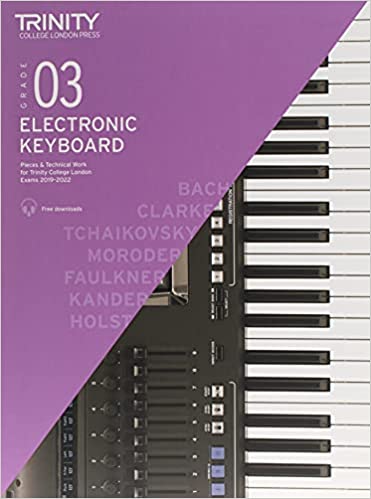 TRINITY
COLLEGE LONDON PRESS
GRADE
03
ELECTRONIC
KEYBOARD
Pieces & Technical Work
for Trinity College London
Exams 2019-2022
Free downloads
BACH
CLARKE
TCHAIKOVSKY
MORODER
FAULKNER
KANDER
HOLST
REGISTRATION